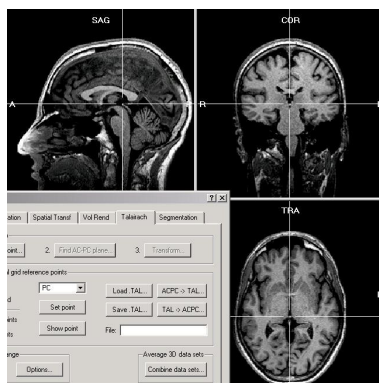 SAG
COR
A
R
? ×
ation Spatial Transf Vol Rend Talairach Segmentation
oint... 2. Find AC-PC plane... 3. Transform...
al grid reference points
PC
Load .TAL... ACPC -> TAL...
Set point
Save .TAL... TAL -> ACPC...
Show point
File:
Average 3D data sets
Options... Combine data sets...
TRA